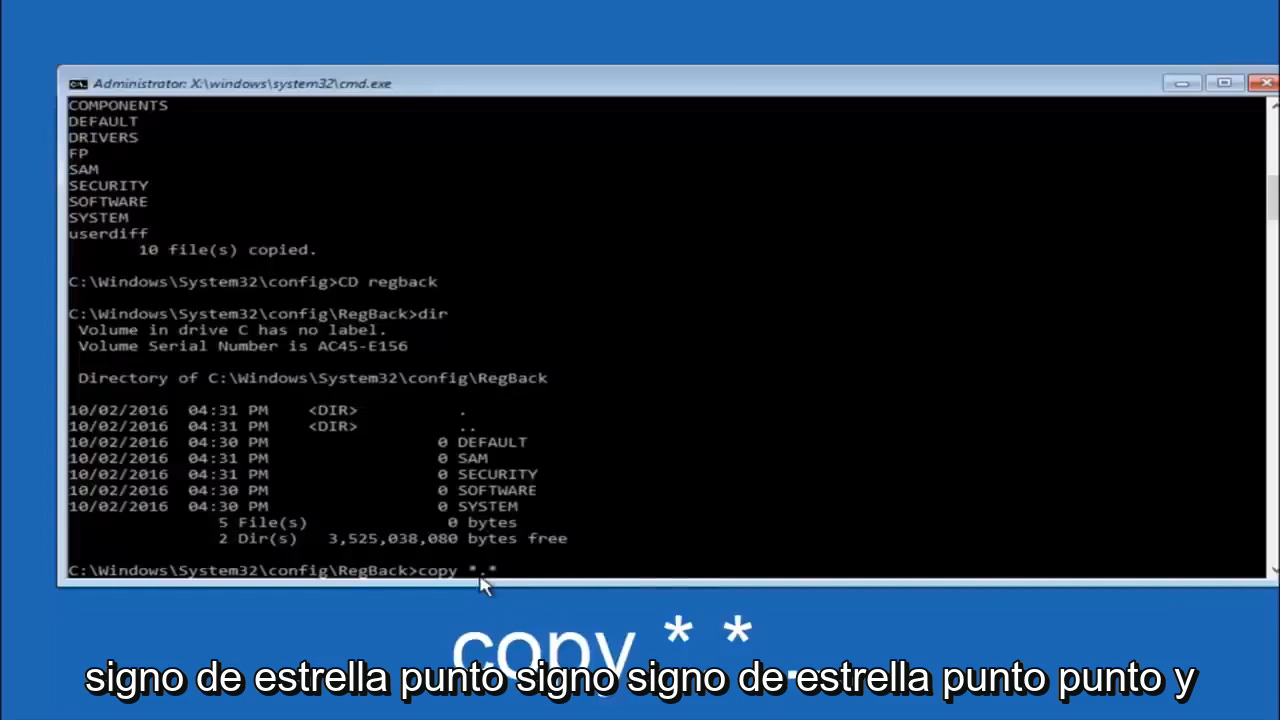 Administrator: X:\windows\system32\cmd.exe
COMPONENTS
DEFAULT
DRIVERS
FP
SAM
SECURITY
SOFTWARE
SYSTEM
userdiff
10 file(s) copied.
C:\Windows\System32\config>CD regback
C:\Windows\System32\config\RegBack>dir
Volume in drive C has no label.
Volume Serial Number is AC45-E156
Directory of C:\Windows\System32\config\RegBack
10/02/2016 04:31 PM <DIR> .
10/02/2016 04:31 PM <DIR> ..
10/02/2016 04:30 PM 0 DEFAULT
10/02/2016 04:31 PM 0 SAM
10/02/2016 04:31 PM 0 SECURITY
10/02/2016 04:30 PM 0 SOFTWARE
10/02/2016 04:30 PM 0 SYSTEM
5 File(s) 0 bytes
2 Dir(s) 3,525,038,080 bytes free
C:\Windows\System32\config\RegBack>copy *.*
copy * * .
signo de estrella punto signo signo de estrella punto punto y